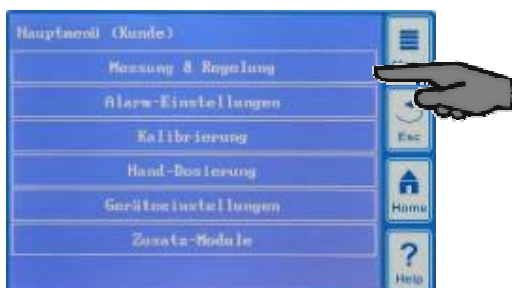 Hauptmenü (Kunde)
Messung & Regelung
Alarm-Einstellungen
Kalibrierung
Hand-Dosierung
Geräteeinstellungen
Zusatz-Module
Esc
Home
Help